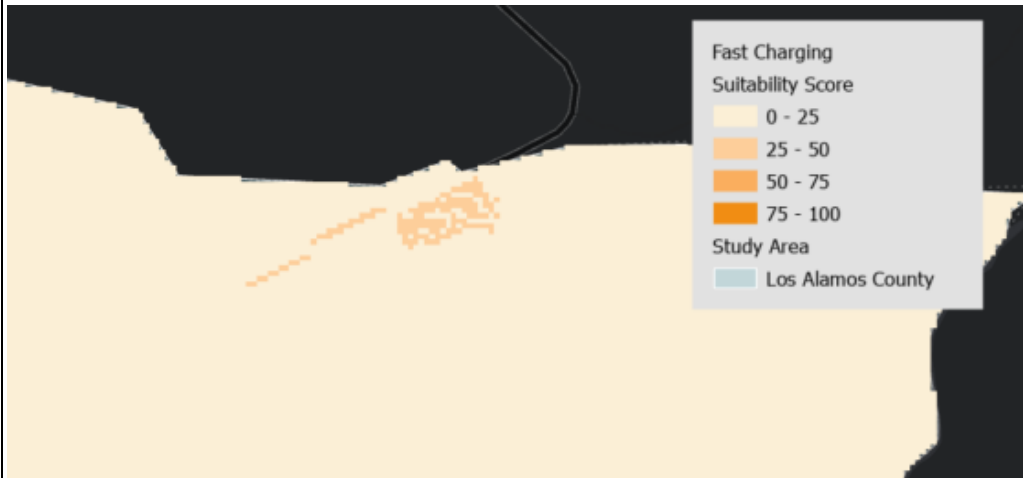 Fast Charging
Suitability Score
0 - 25
25 - 50
50 - 75
75 - 100
Study Area
Los Alamos County